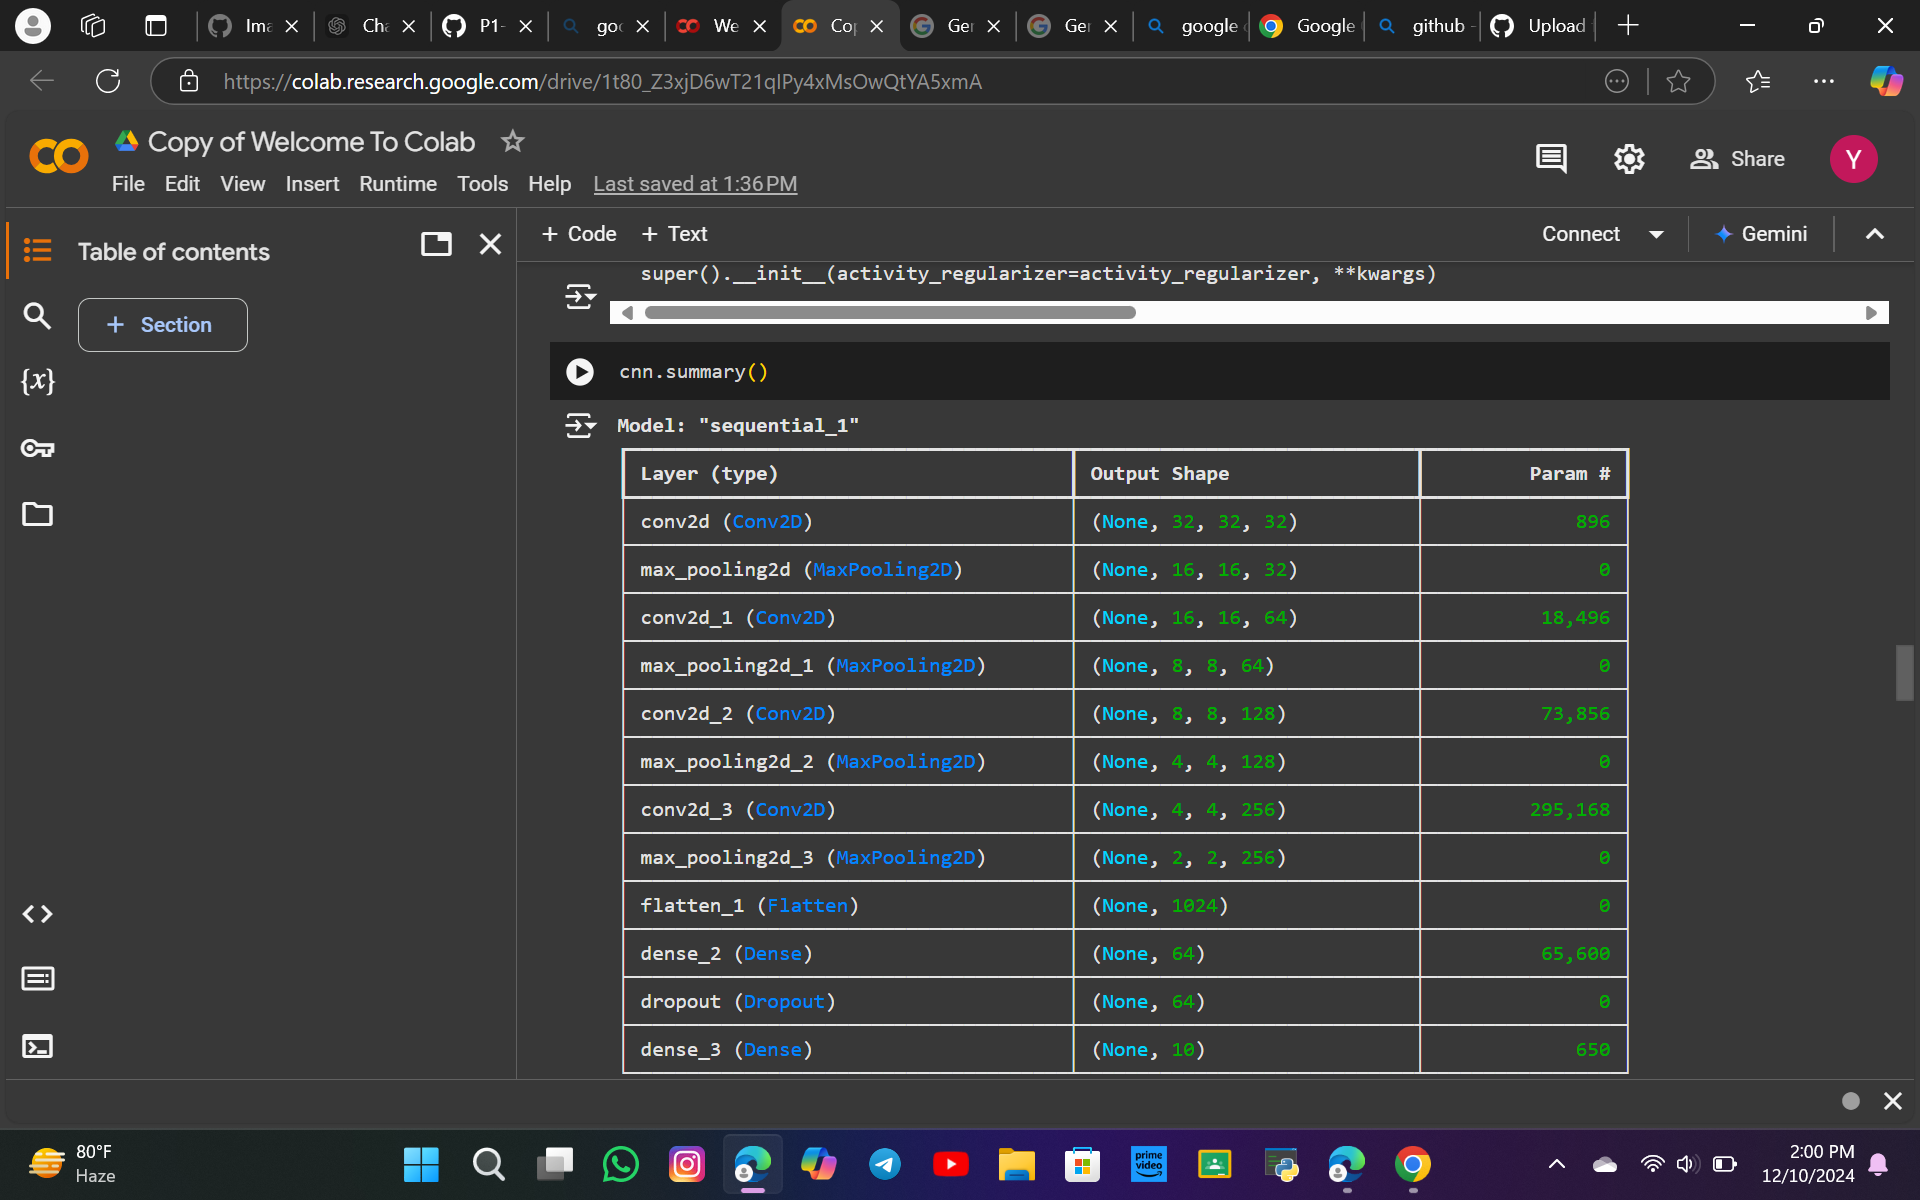 Ima
Cha
P1-
goo
We
Co
Ger
Ger
google
Google
github -
Upload
https://colab.research.google.com/drive/1t80_Z3xjD6wT21qIPy4xMsOwQtYA5xmA
Copy of Welcome To Colab
File Edit View Insert Runtime Tools Help Last saved at 1:36 PM
Share
Y
Table of contents
+ Section
{x}
+ Code + Text
Connect
Gemini
super().__init__(activity_regularizer=activity_regularizer, **kwargs)
cnn.summary()
Model: "sequential_1"
Layer (type) Output Shape Param #
conv2d (Conv2D) (None, 32, 32, 32) 896
max_pooling2d (MaxPooling2D) (None, 16, 16, 32) 0
conv2d_1 (Conv2D) (None, 16, 16, 64) 18,496
max_pooling2d_1 (MaxPooling2D) (None, 8, 8, 64) 0
conv2d_2 (Conv2D) (None, 8, 8, 128) 73,856
max_pooling2d_2 (MaxPooling2D) (None, 4, 4, 128) 0
conv2d_3 (Conv2D) (None, 4, 4, 256) 295,168
max_pooling2d_3 (MaxPooling2D) (None, 2, 2, 256) 0
flatten_1 (Flatten) (None, 1024) 0
dense_2 (Dense) (None, 64) 65,600
dropout (Dropout) (None, 64) 0
dense_3 (Dense) (None, 10) 650
80°F
Haze
prime video
2:00 PM
12/10/2024